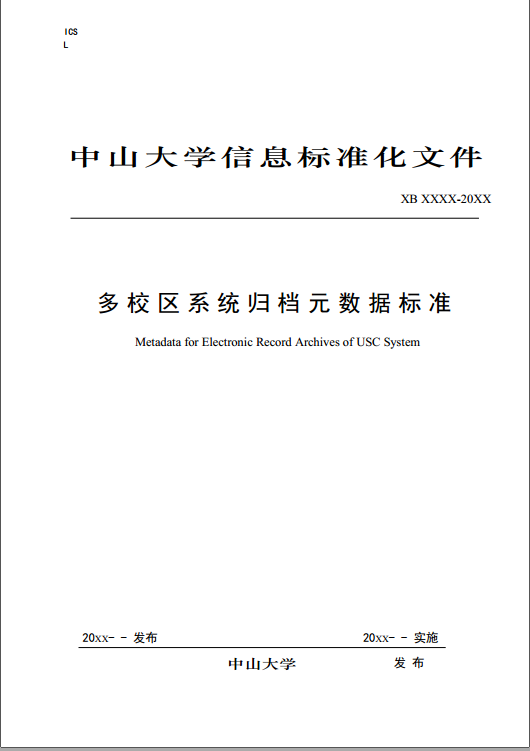 ICS
L
中山大学信息标准化文件
XB XXXX-20XX
多校区系统归档元数据标准
Metadata for Electronic Record Archives of USC System
20xx- - 发布 20xx- - 实施
中山大学 发 布